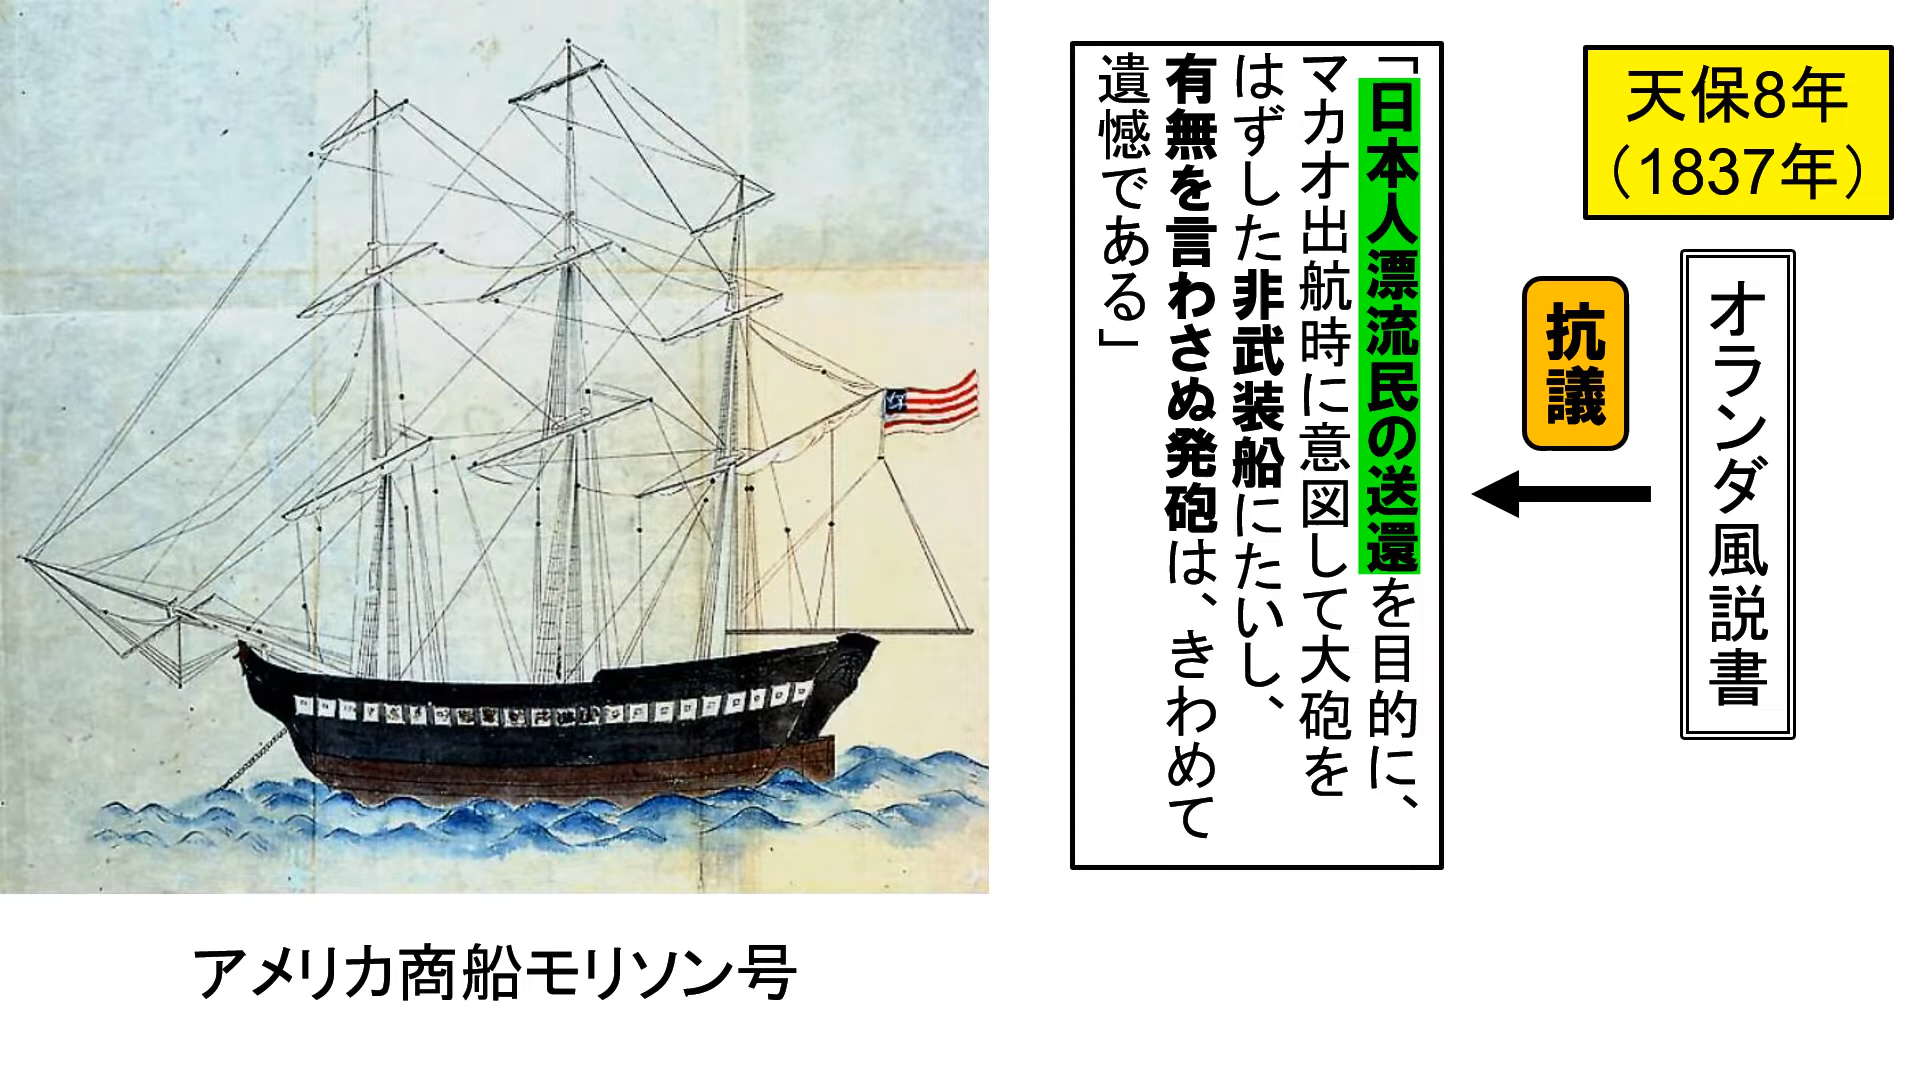 天保8年
（1837年）
オランダ風説書
抗議
「日本人漂流民の送還を目的に、
マカオ出航時に意図して大砲を
はずした非武装船にたいし、
有無を言わさぬ発砲は、きわめて
遺憾である」
アメリカ商船モリソン号